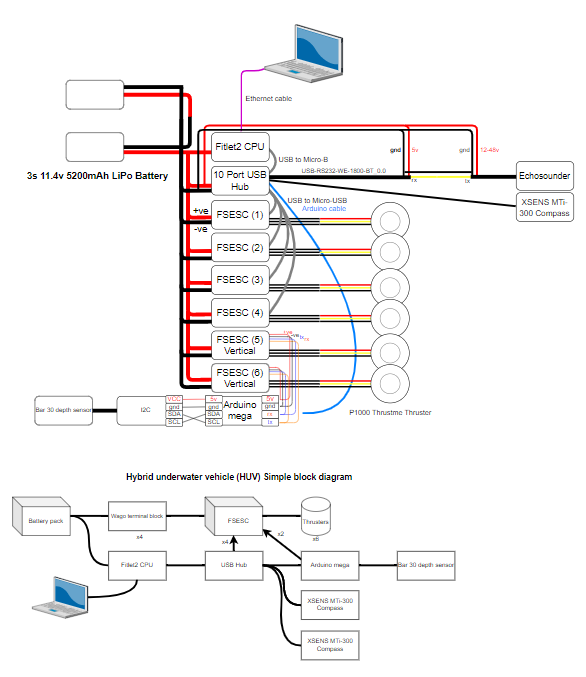 Ethernet cable
Fitlet2 CPU
USB to Micro-B
gnd
5v
gnd
12-48v
USB-RS232-WE-1800-BT_0.0
3s 11.4v 5200mAh LiPo Battery
10 Port USB
Hub
rx
tx
Echosounder
XSENS MTi-
300 Compass
USB to Micro-USB
Arduino cable
+ve
-ve
FSESC (1)
FSESC (2)
FSESC (3)
FSESC (4)
FSESC (5)
Vertical
FSESC (6)
Vertical
Bar 30 depth sensor
I2C
VCC
gnd
SDA
SCL
5v
gnd
SDA
SCL
Arduino
mega
5v
gnd
rx
tx
P1000 Thrustme Thruster
Hybrid underwater vehicle (HUV) Simple block diagram
Battery pack
Wago terminal block
x4
FSESC
Thrusters
x6
x4
x2
Fitlet2 CPU
USB Hub
Arduino mega
Bar 30 depth sensor
XSENS MTi-300
Compass
XSENS MTi-300
Compass